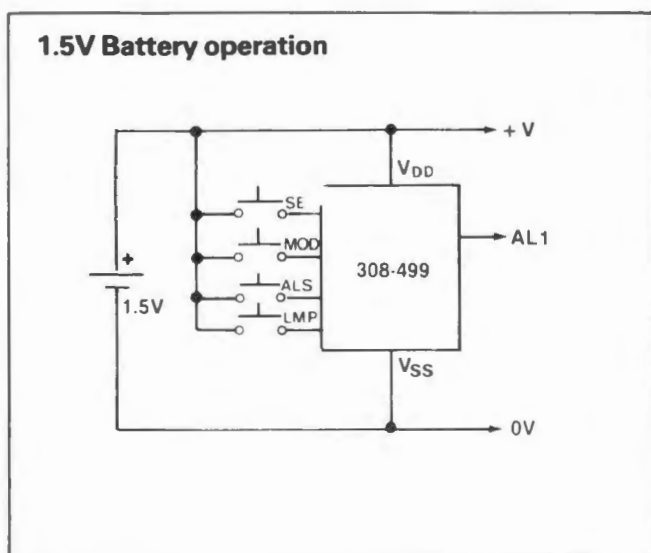 1.5V Battery operation
+ V
VDD
SE
MOD
308-499
AL1
ALS
LMP
+
1.5V
VSS
0V